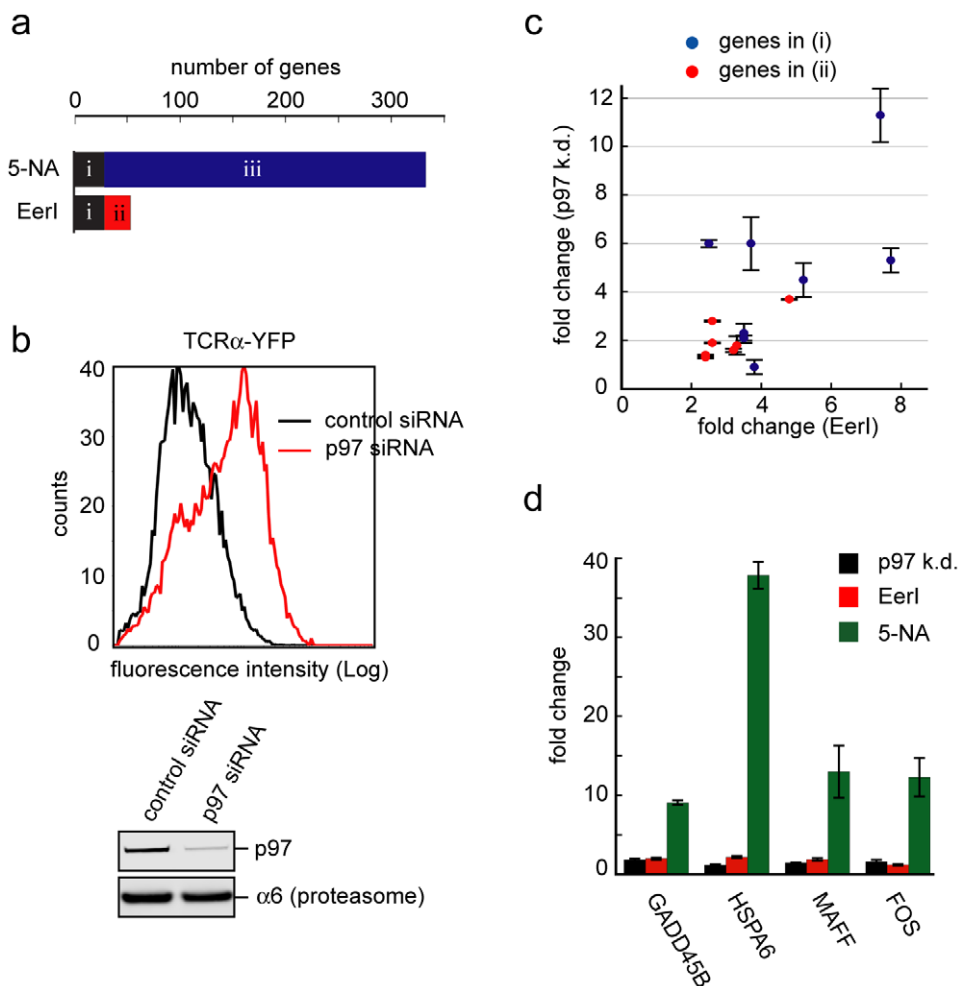 a
number of genes
0 100 200 300
5-NA i iii
EerI i ii
b
TCRα-YFP
40
30
20
10
0
counts
control siRNA
p97 siRNA
fluorescence intensity (Log)
control siRNA
p97 siRNA
p97
α6 (proteasome)
c
genes in (i)
genes in (ii)
12
10
8
6
4
2
0
fold change (p97 k.d.)
0 2 4 6 8
fold change (EerI)
d
40
30
20
10
0
fold change
p97 k.d.
EerI
5-NA
GADD45B
HSPA6
MAFF
FOS